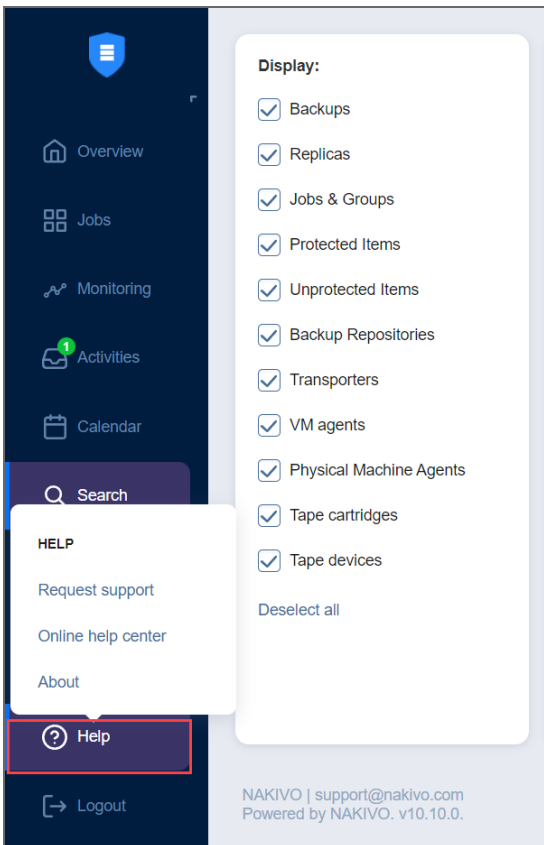 Overview
Jobs
Monitoring
1
Activities
Calendar
Search
HELP
Request support
Online help center
About
Help
Logout
Display:
Backups
Replicas
Jobs & Groups
Protected Items
Unprotected Items
Backup Repositories
Transporters
VM agents
Physical Machine Agents
Tape cartridges
Tape devices
Deselect all
NAKIVO | support@nakivo.com
Powered by NAKIVO. v10.10.0.